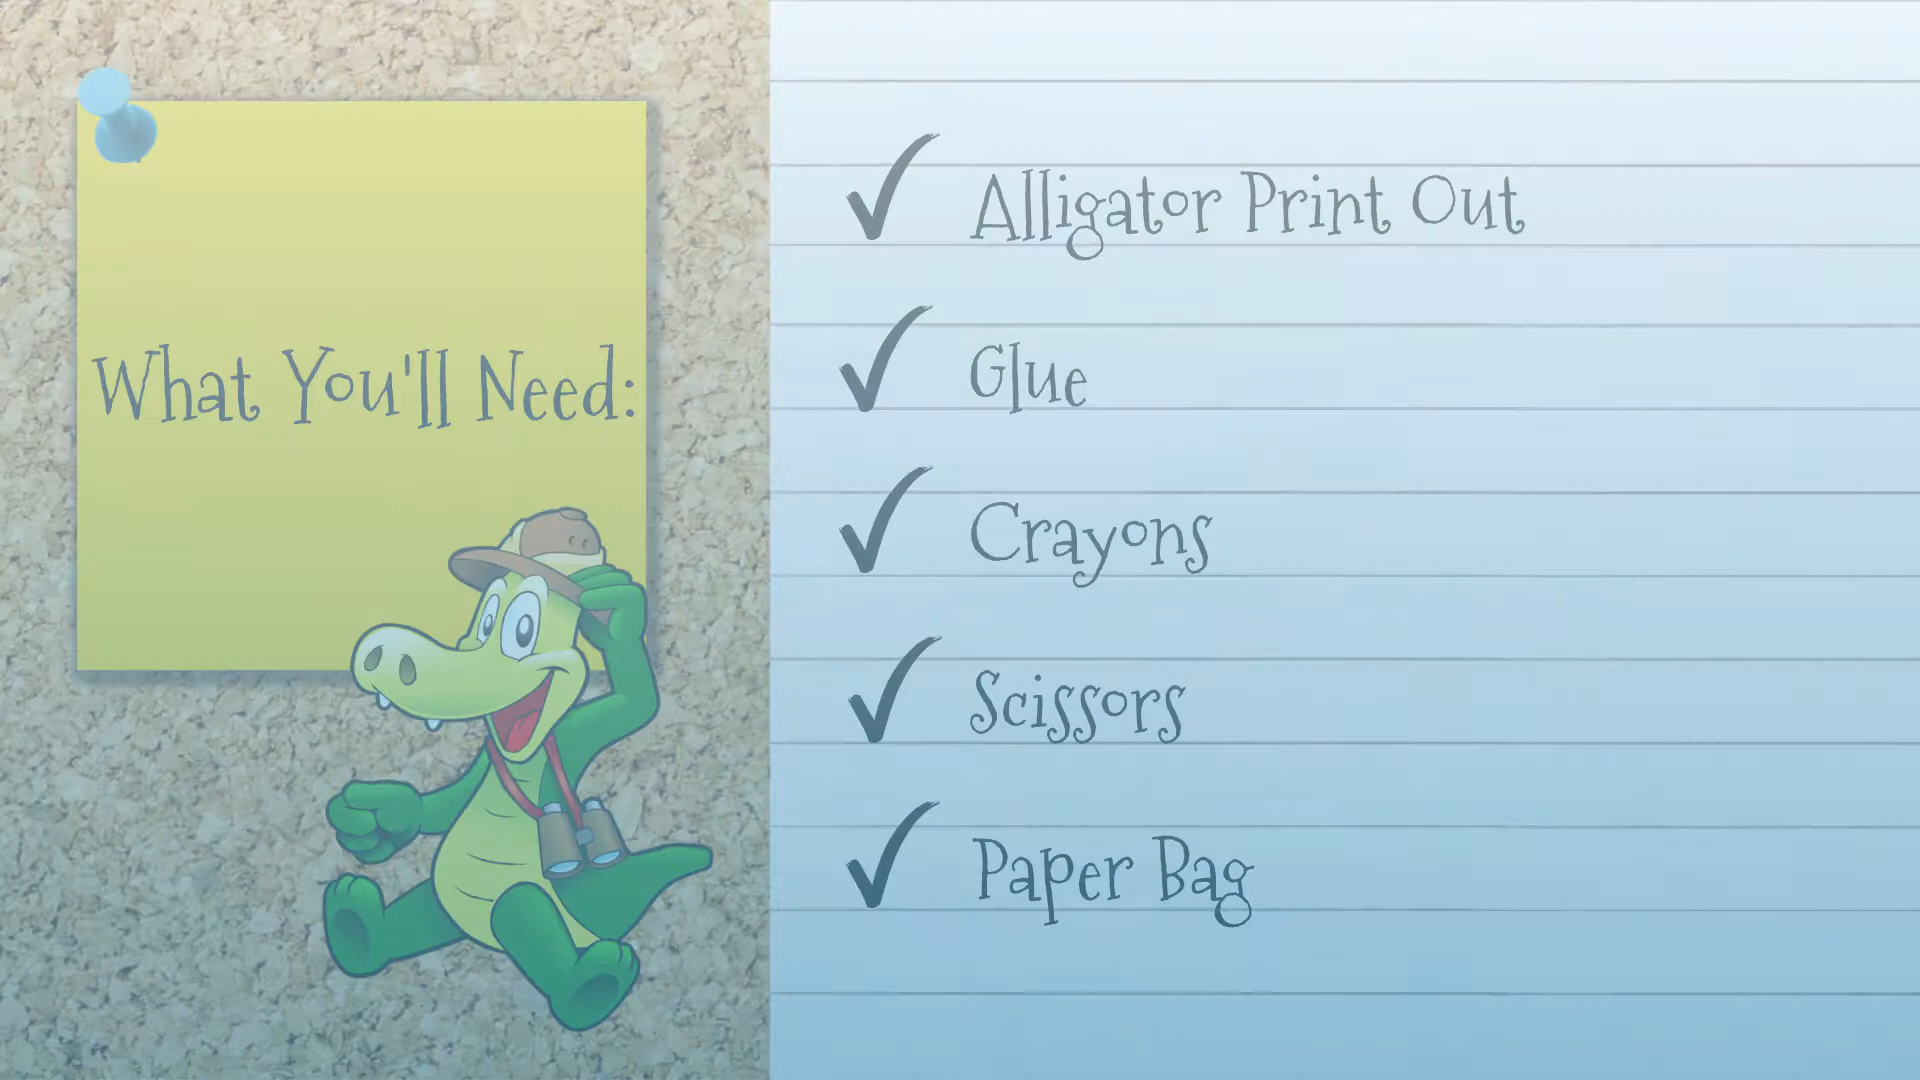 What You'll Need:
Alligator Print Out
Glue
Crayons
Scissors
Paper Bag